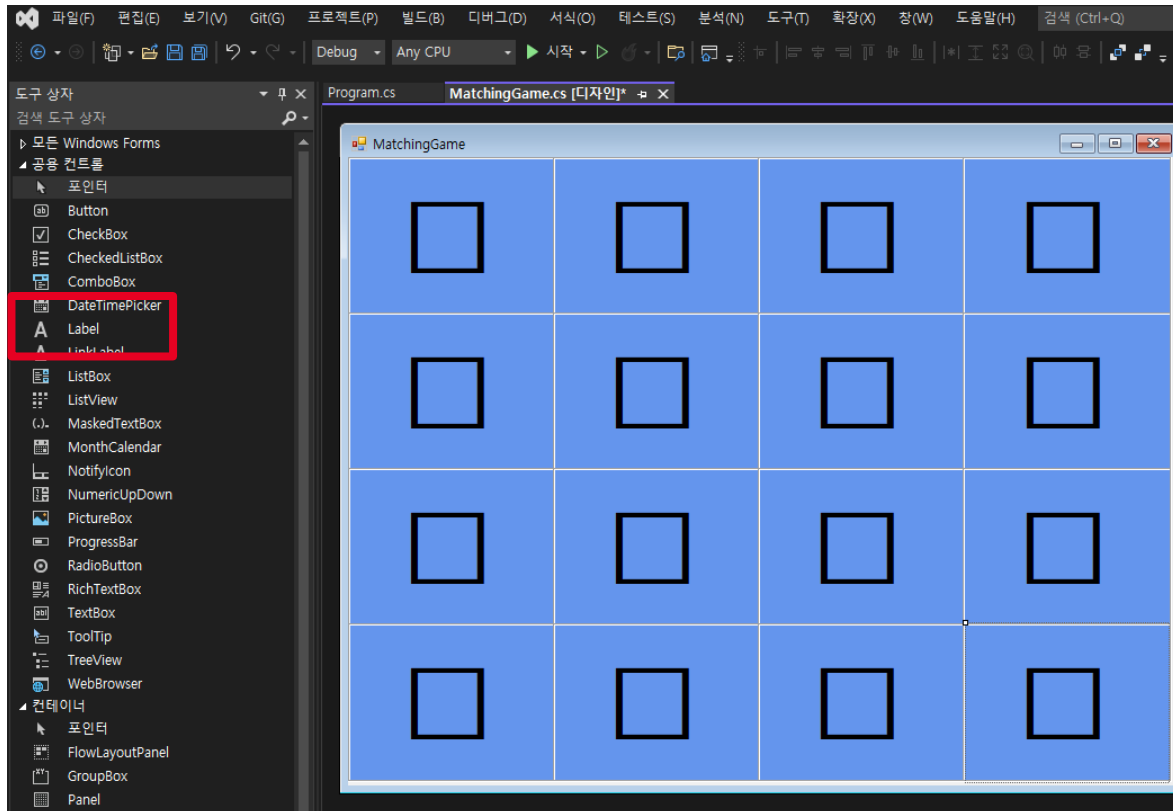 파일(F) 편집(E) 보기(V) Git(G) 프로젝트(P) 빌드(B) 디버그(D) 서식(O) 테스트(S) 분석(N) 도구(T) 확장(X) 창(W) 도움말(H) 검색 (Ctrl+Q)
Debug Any CPU 시작
도구 상자 Program.cs MatchingGame.cs [디자인]*
검색 도구 상자
모든 Windows Forms
MatchingGame
공용 컨트롤
포인터
Button
CheckBox
CheckedListBox
ComboBox
DateTimePicker
Label
LinkLabel
ListBox
ListView
MaskedTextBox
MonthCalendar
NotifyIcon
NumericUpDown
PictureBox
ProgressBar
RadioButton
RichTextBox
TextBox
ToolTip
TreeView
WebBrowser
컨테이너
포인터
FlowLayoutPanel
GroupBox
Panel